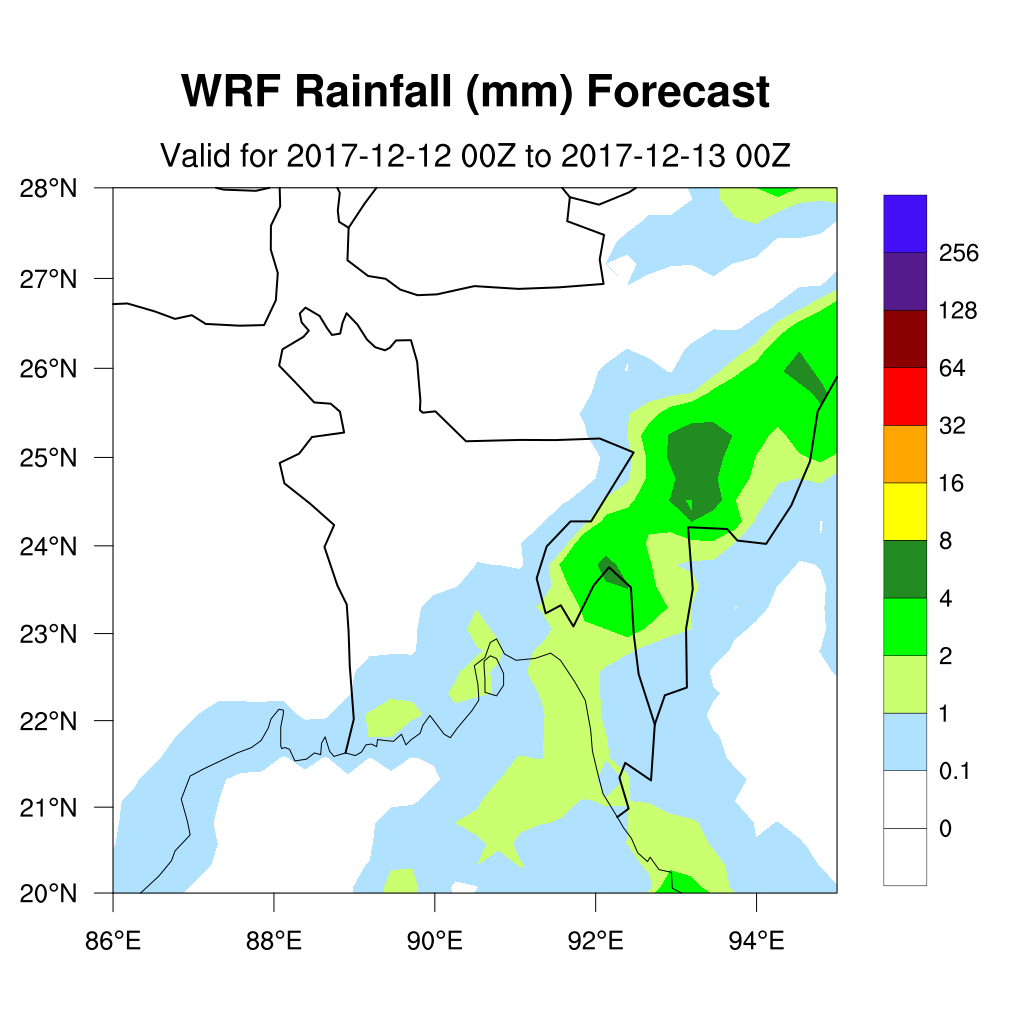 WRF Rainfall (mm) Forecast
Valid for 2017-12-12 00Z to 2017-12-13 00Z
28°N
27°N
26°N
25°N
24°N
23°N
22°N
21°N
20°N
86°E 88°E 90°E 92°E 94°E
256
128
64
32
16
8
4
2
1
0.1
0